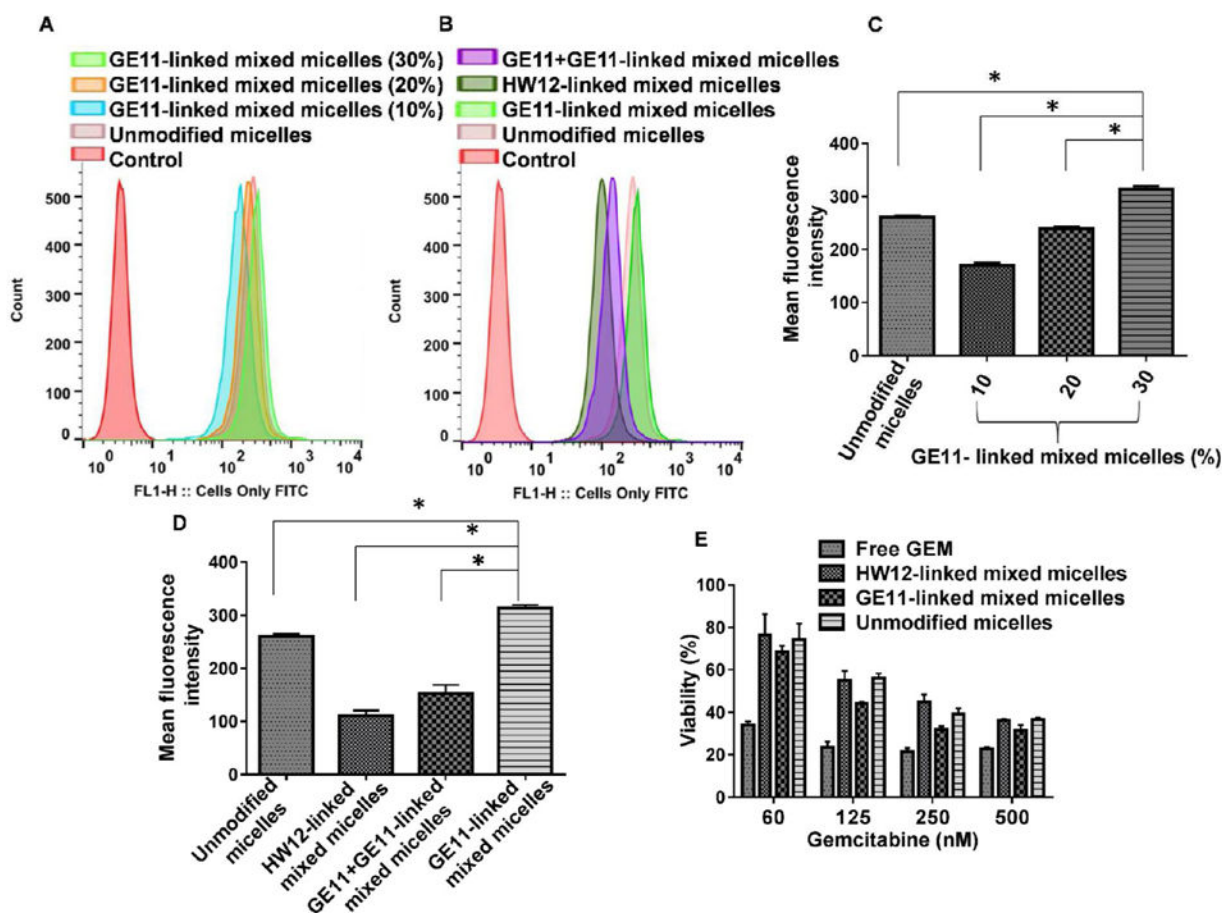 A
GE11-linked mixed micelles (30%)
GE11-linked mixed micelles (20%)
GE11-linked mixed micelles (10%)
Unmodified micelles
Control
500
400
300
200
100
0
Count
10^0 10^1 10^2 10^3 10^4
FL1-H :: Cells Only FITC
B
GE11+GE11-linked mixed micelles
HW12-linked mixed micelles
GE11-linked mixed micelles
Unmodified micelles
Control
500
400
300
200
100
0
Count
10^0 10^1 10^2 10^3 10^4
FL1-H :: Cells Only FITC
C
*
*
*
400
300
200
100
0
Mean fluorescence
intensity
Unmodified
micelles
10
20
30
GE11- linked mixed micelles (%)
D
*
*
*
400
300
200
100
0
Mean fluorescence
intensity
Unmodified
micelles
HW12-linked
mixed micelles
GE11+GE11-linked
mixed micelles
GE11-linked
mixed micelles
E
Free GEM
HW12-linked mixed micelles
GE11-linked mixed micelles
Unmodified micelles
100
80
60
40
20
0
Viability (%)
60 125 250 500
Gemcitabine (nM)